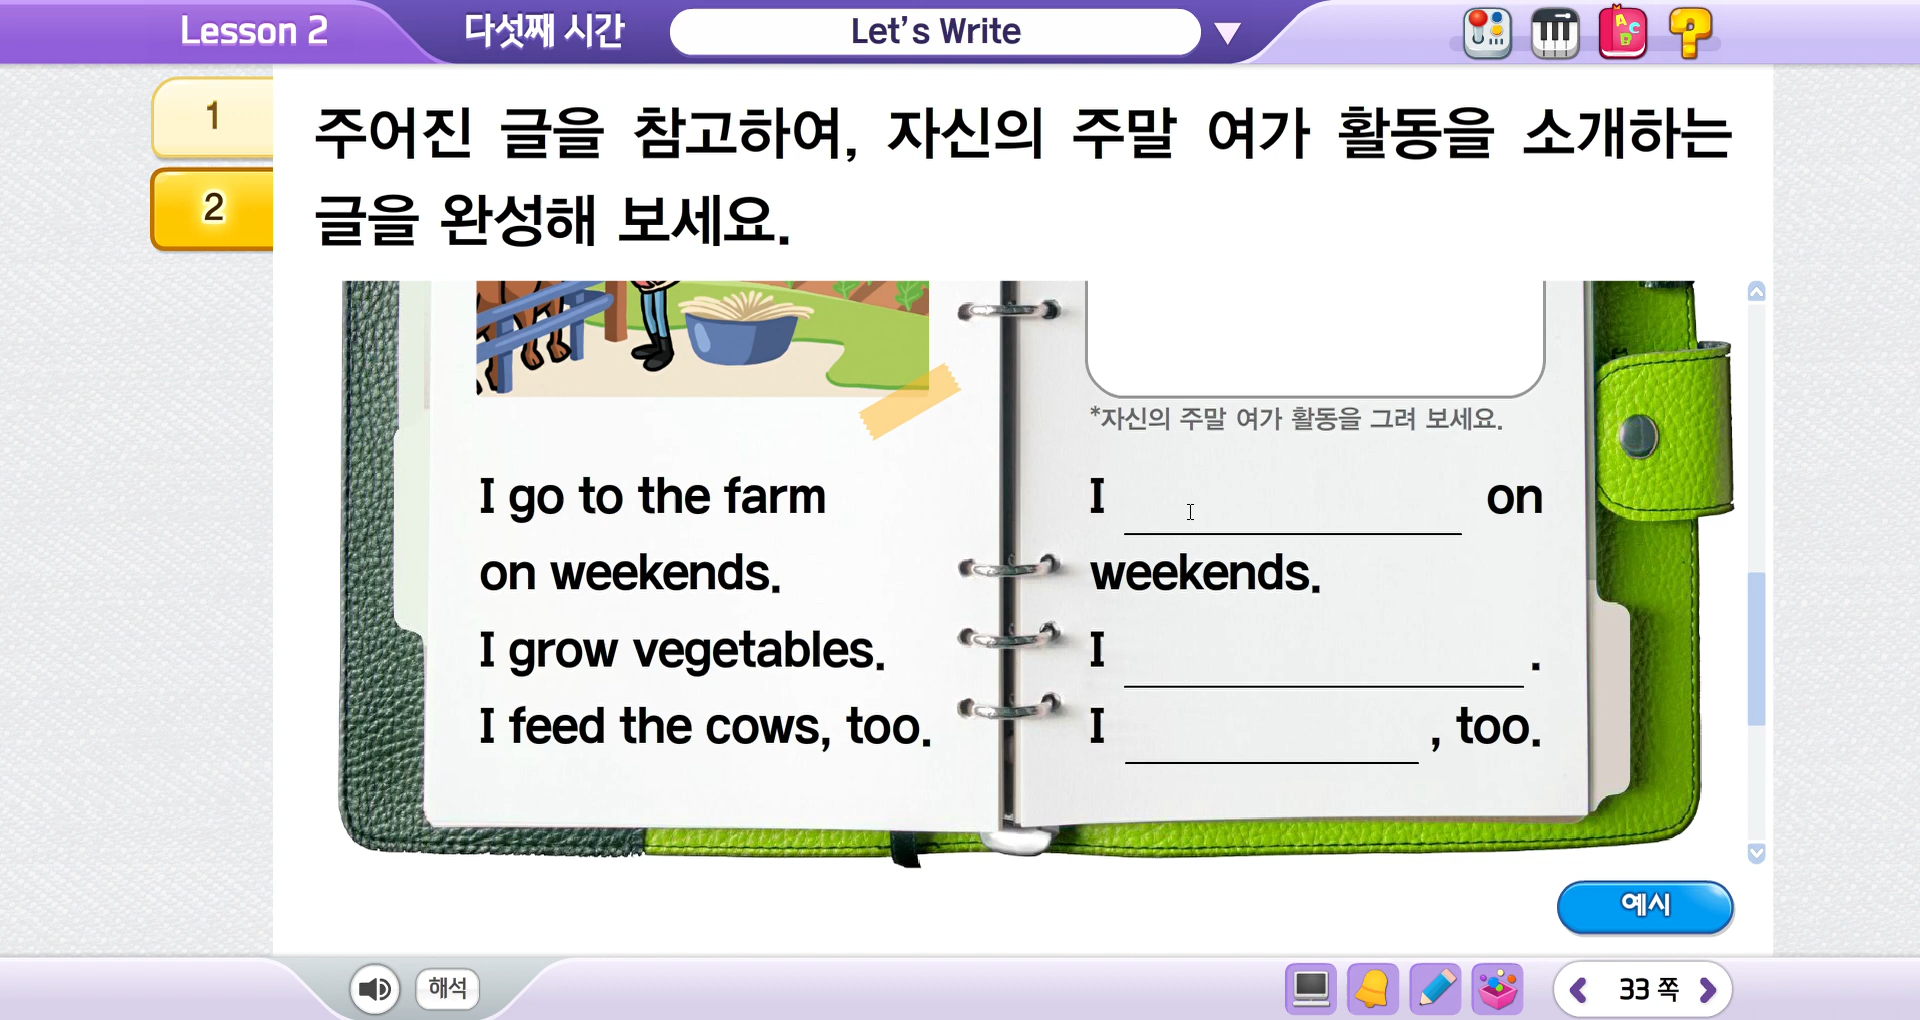 Lesson 2
다섯째 시간
Let's Write
1
2
주어진 글을 참고하여, 자신의 주말 여가 활동을 소개하는
글을 완성해 보세요.
I go to the farm
on weekends.
I grow vegetables.
I feed the cows, too.
*자신의 주말 여가 활동을 그려 보세요.
I on
weekends.
I .
I , too.
예시
해석
33 쪽